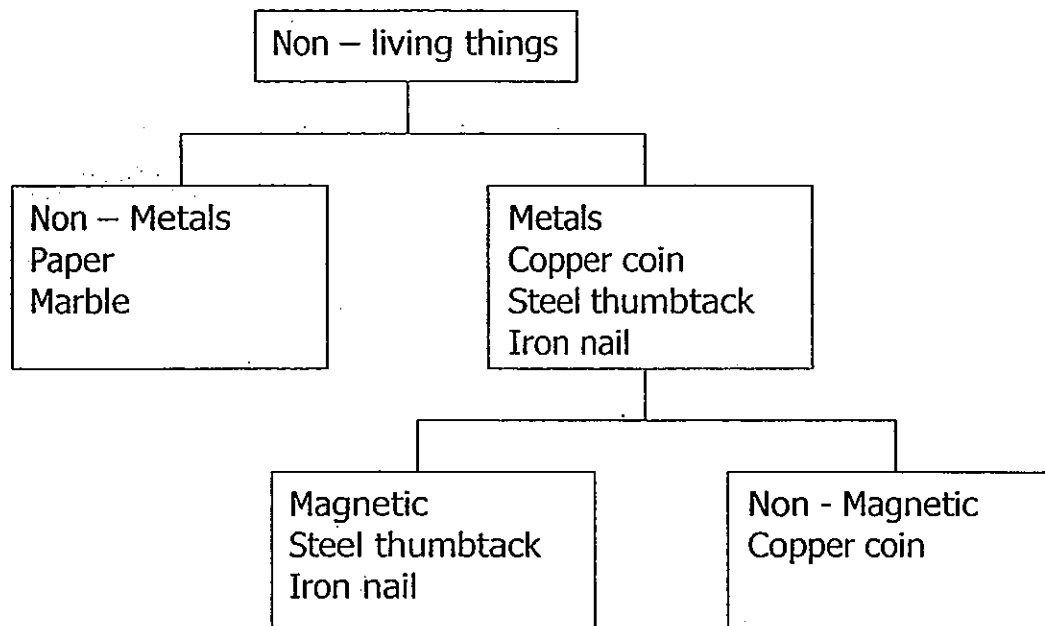 Non – living things
Non – Metals
Paper
Marble
Metals
Copper coin
Steel thumbtack
Iron nail
Magnetic
Steel thumbtack
Iron nail
Non - Magnetic
Copper coin